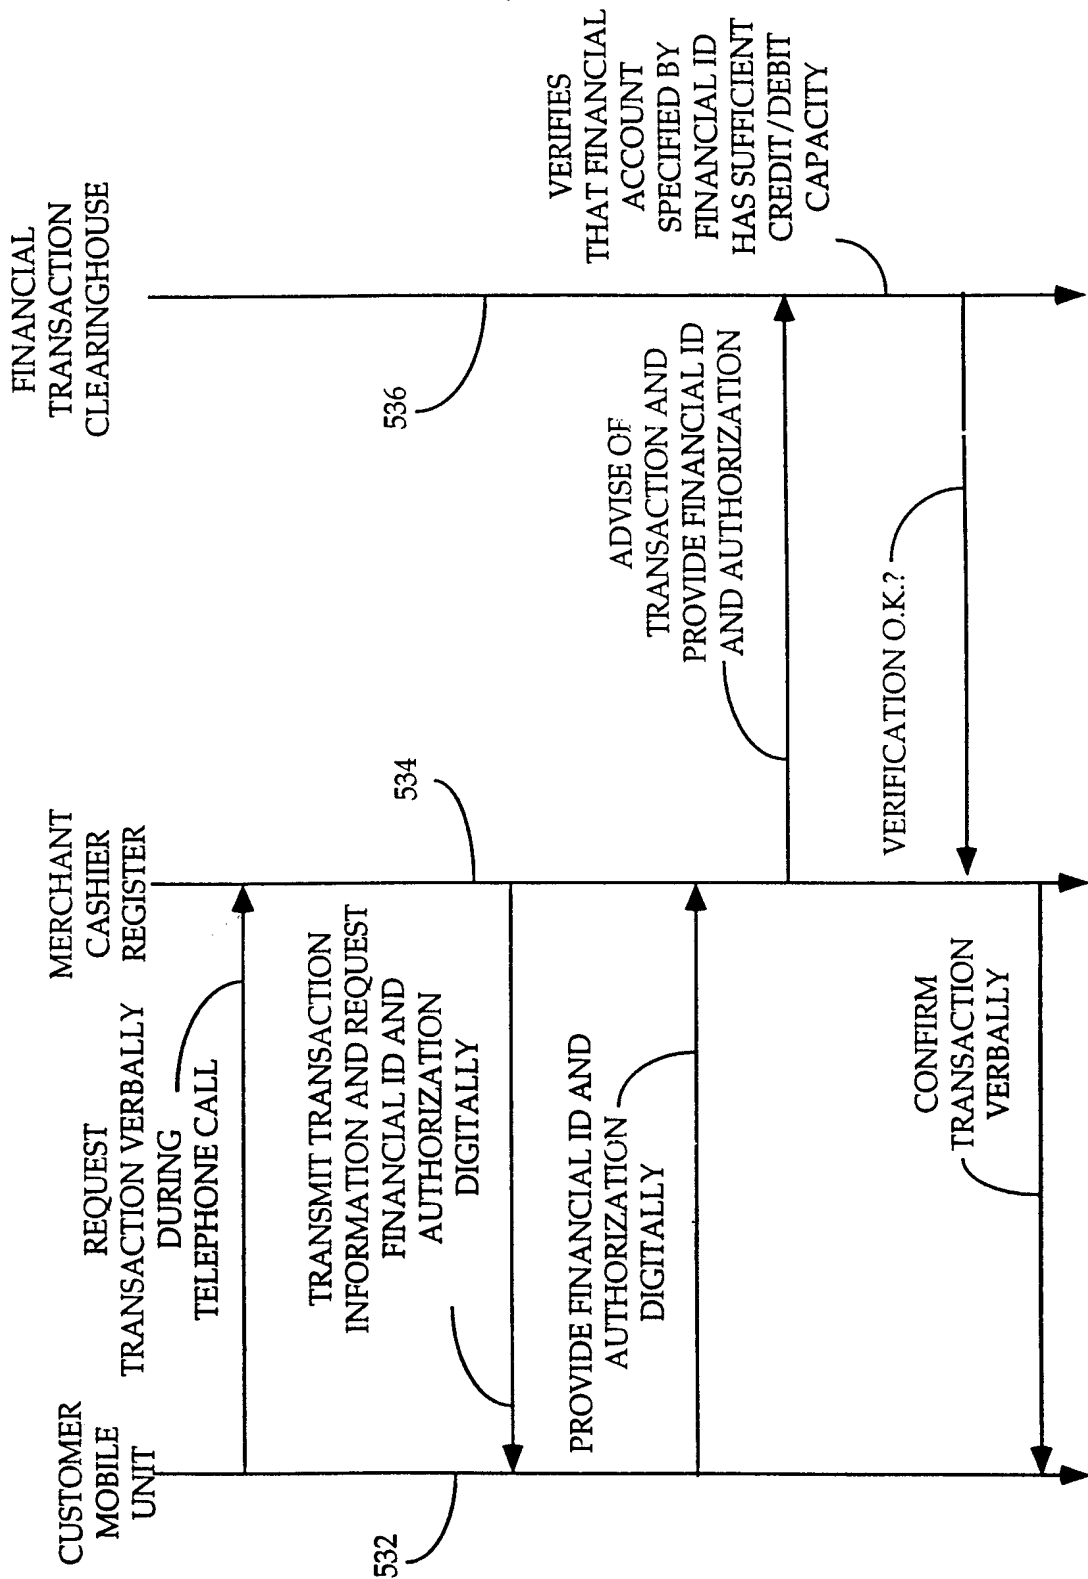 CUSTOMER
MOBILE
UNIT
MERCHANT
CASHIER
REGISTER
FINANCIAL
TRANSACTION
CLEARINGHOUSE
REQUEST
TRANSACTION VERBALLY
DURING
TELEPHONE CALL
532
534
536
TRANSMIT TRANSACTION
INFORMATION AND REQUEST
FINANCIAL ID AND
AUTHORIZATION
DIGITALLY
PROVIDE FINANCIAL ID AND
AUTHORIZATION
DIGITALLY
ADVISE OF
TRANSACTION AND
PROVIDE FINANCIAL ID
AND AUTHORIZATION
VERIFIES
THAT FINANCIAL
ACCOUNT
SPECIFIED BY
FINANCIAL ID
HAS SUFFICIENT
CREDIT/DEBIT
CAPACITY
VERIFICATION O.K.?
CONFIRM
TRANSACTION
VERBALLY